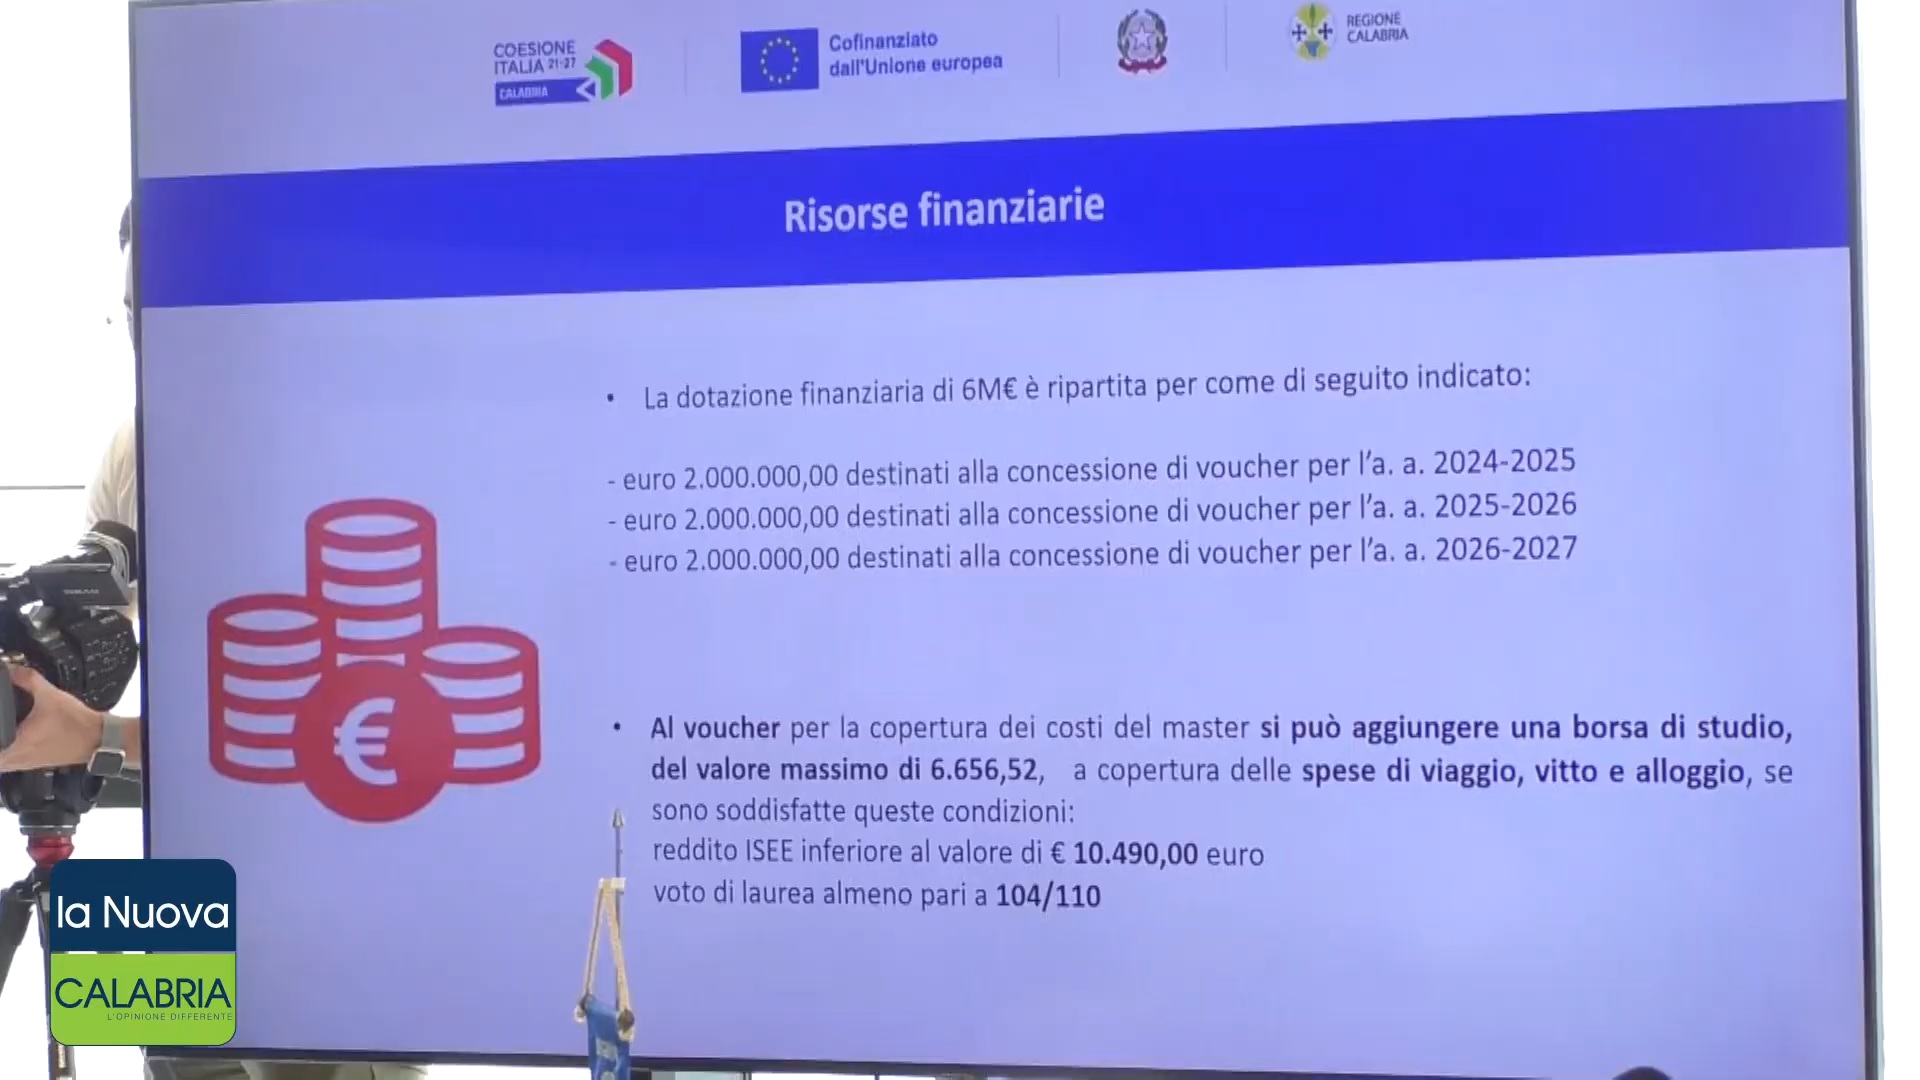 COESIONE
ITALIA 21-27
CALABRIA
Cofinanziato
dall'Unione europea
REGIONE
CALABRIA
Risorse finanziarie
• La dotazione finanziaria di 6M€ è ripartita per come di seguito indicato:
- euro 2.000.000,00 destinati alla concessione di voucher per l'a. a. 2024-2025
- euro 2.000.000,00 destinati alla concessione di voucher per l'a. a. 2025-2026
- euro 2.000.000,00 destinati alla concessione di voucher per l'a. a. 2026-2027
€
• Al voucher per la copertura dei costi del master si può aggiungere una borsa di studio,
del valore massimo di 6.656,52, a copertura delle spese di viaggio, vitto e alloggio, se
sono soddisfatte queste condizioni:
reddito ISEE inferiore al valore di € 10.490,00 euro
voto di laurea almeno pari a 104/110
la Nuova
CALABRIA
L'OPINIONE DIFFERENTE